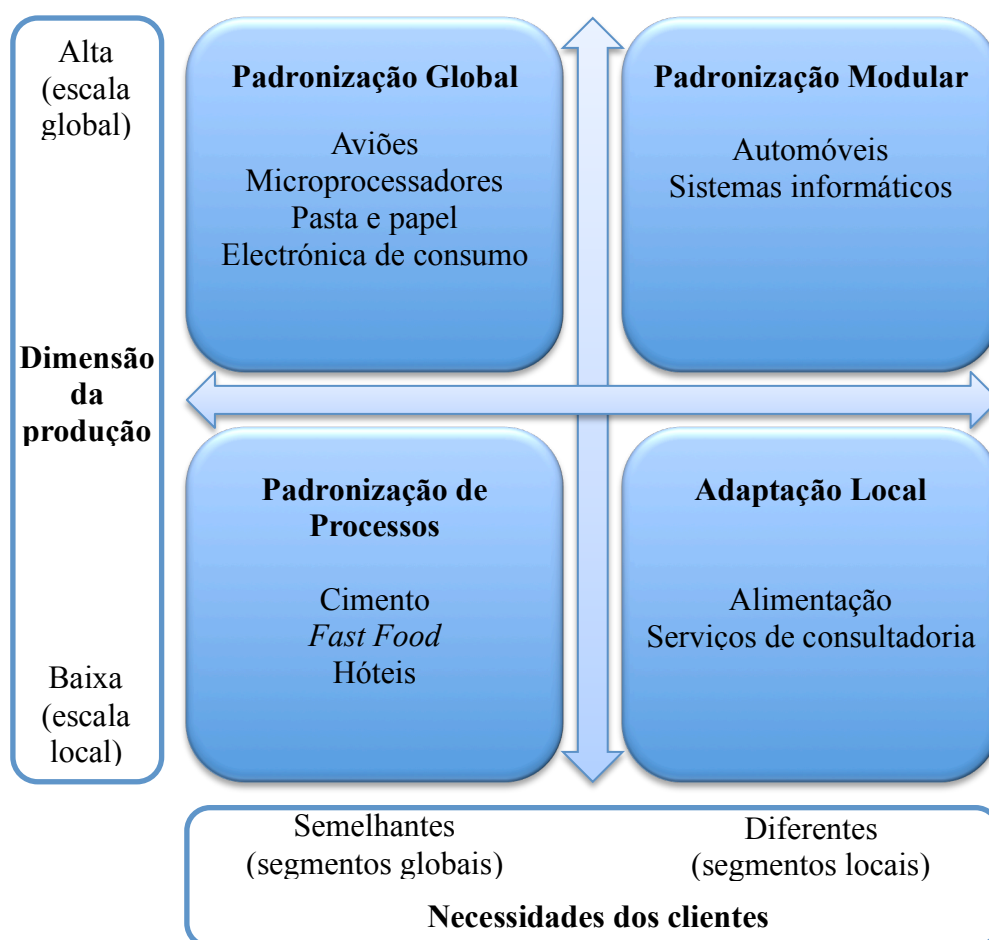 Alta
(escala
global)
Dimensão
da
produção
Baixa
(escala
local)
Padronização Global
Aviões
Microprocessadores
Pasta e papel
Electrónica de consumo
Padronização Modular
Automóveis
Sistemas informáticos
Padronização de
Processos
Cimento
Fast Food
Hóteis
Adaptação Local
Alimentação
Serviços de consultadoria
Semelhantes
(segmentos globais)
Diferentes
(segmentos locais)
Necessidades dos clientes